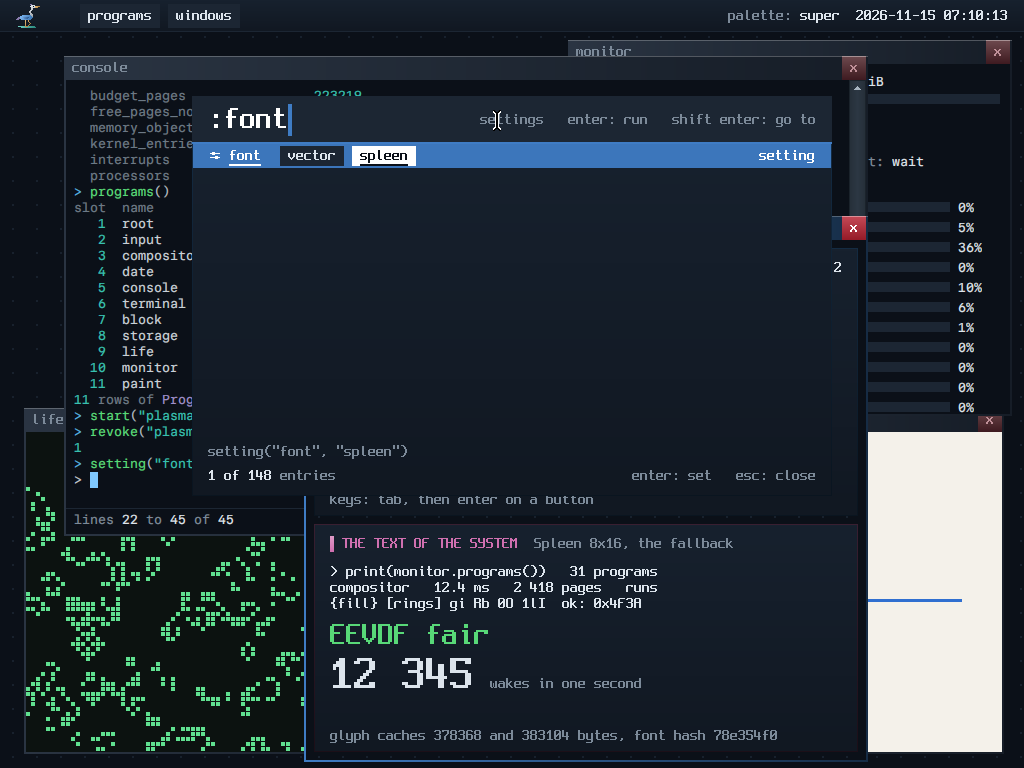 programs windows palette: super 2026-11-15 07:10:13
monitor x
console x
iB
budget_pages 223219
free_pages_no
memory_object
kernel_entrie
interrupts
processors
> programs()
slot name
1 root
2 input
3 composito
4 date
5 console
6 terminal
7 block
8 storage
9 life
10 monitor
11 paint
11 rows of Prog
> start("plasma
> revoke("plasm
1
> setting("font
>
lines 22 to 45 of 45
:font settings enter: run shift enter: go to
font vector spleen setting
setting("font", "spleen")
1 of 148 entries enter: set esc: close
t: wait
0%
5%
36%
0%
10%
6%
1%
0%
0%
0%
0%
x
2
life x
keys: tab, then enter on a button
THE TEXT OF THE SYSTEM Spleen 8x16, the fallback
> print(monitor.programs()) 31 programs
compositor 12.4 ms 2 418 pages runs
{fill} [rings] gi Ab 0O 1lI ok: 0x4F3A
EEVDF fair
12 345 wakes in one second
glyph caches 378368 and 383104 bytes, font hash 78e354f0